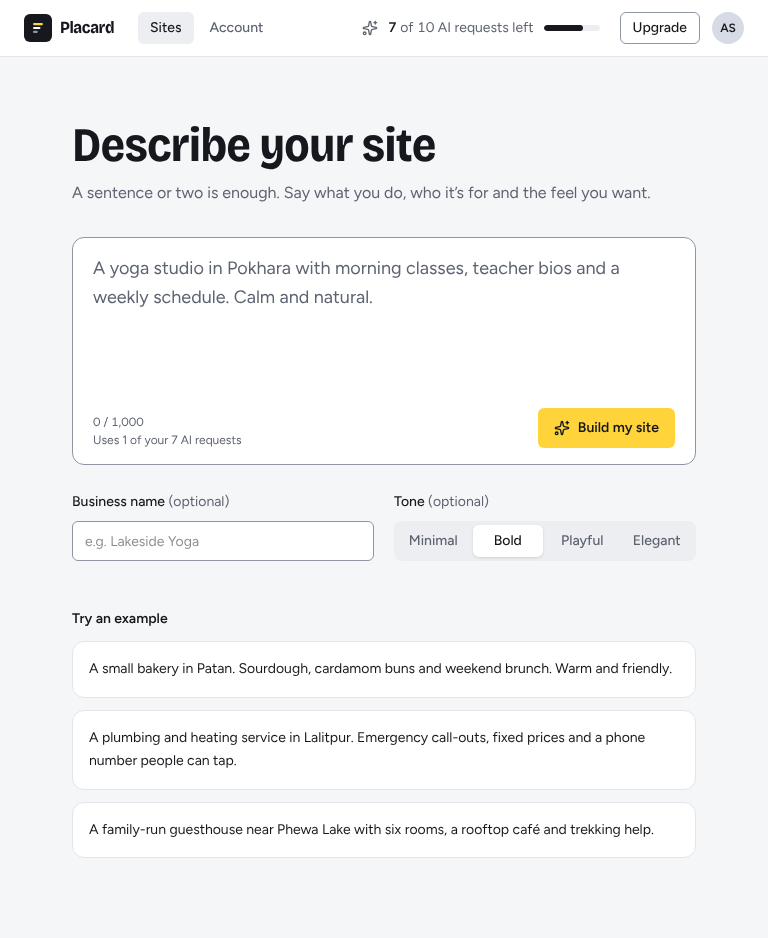 Placard
Sites
Account
7 of 10 AI requests left
Upgrade
AS
Describe your site
A sentence or two is enough. Say what you do, who it’s for and the feel you want.
A yoga studio in Pokhara with morning classes, teacher bios and a
weekly schedule. Calm and natural.
0 / 1,000
Uses 1 of your 7 AI requests
Build my site
Business name (optional)
e.g. Lakeside Yoga
Tone (optional)
Minimal
Bold
Playful
Elegant
Try an example
A small bakery in Patan. Sourdough, cardamom buns and weekend brunch. Warm and friendly.
A plumbing and heating service in Lalitpur. Emergency call-outs, fixed prices and a phone
number people can tap.
A family-run guesthouse near Phewa Lake with six rooms, a rooftop café and trekking help.